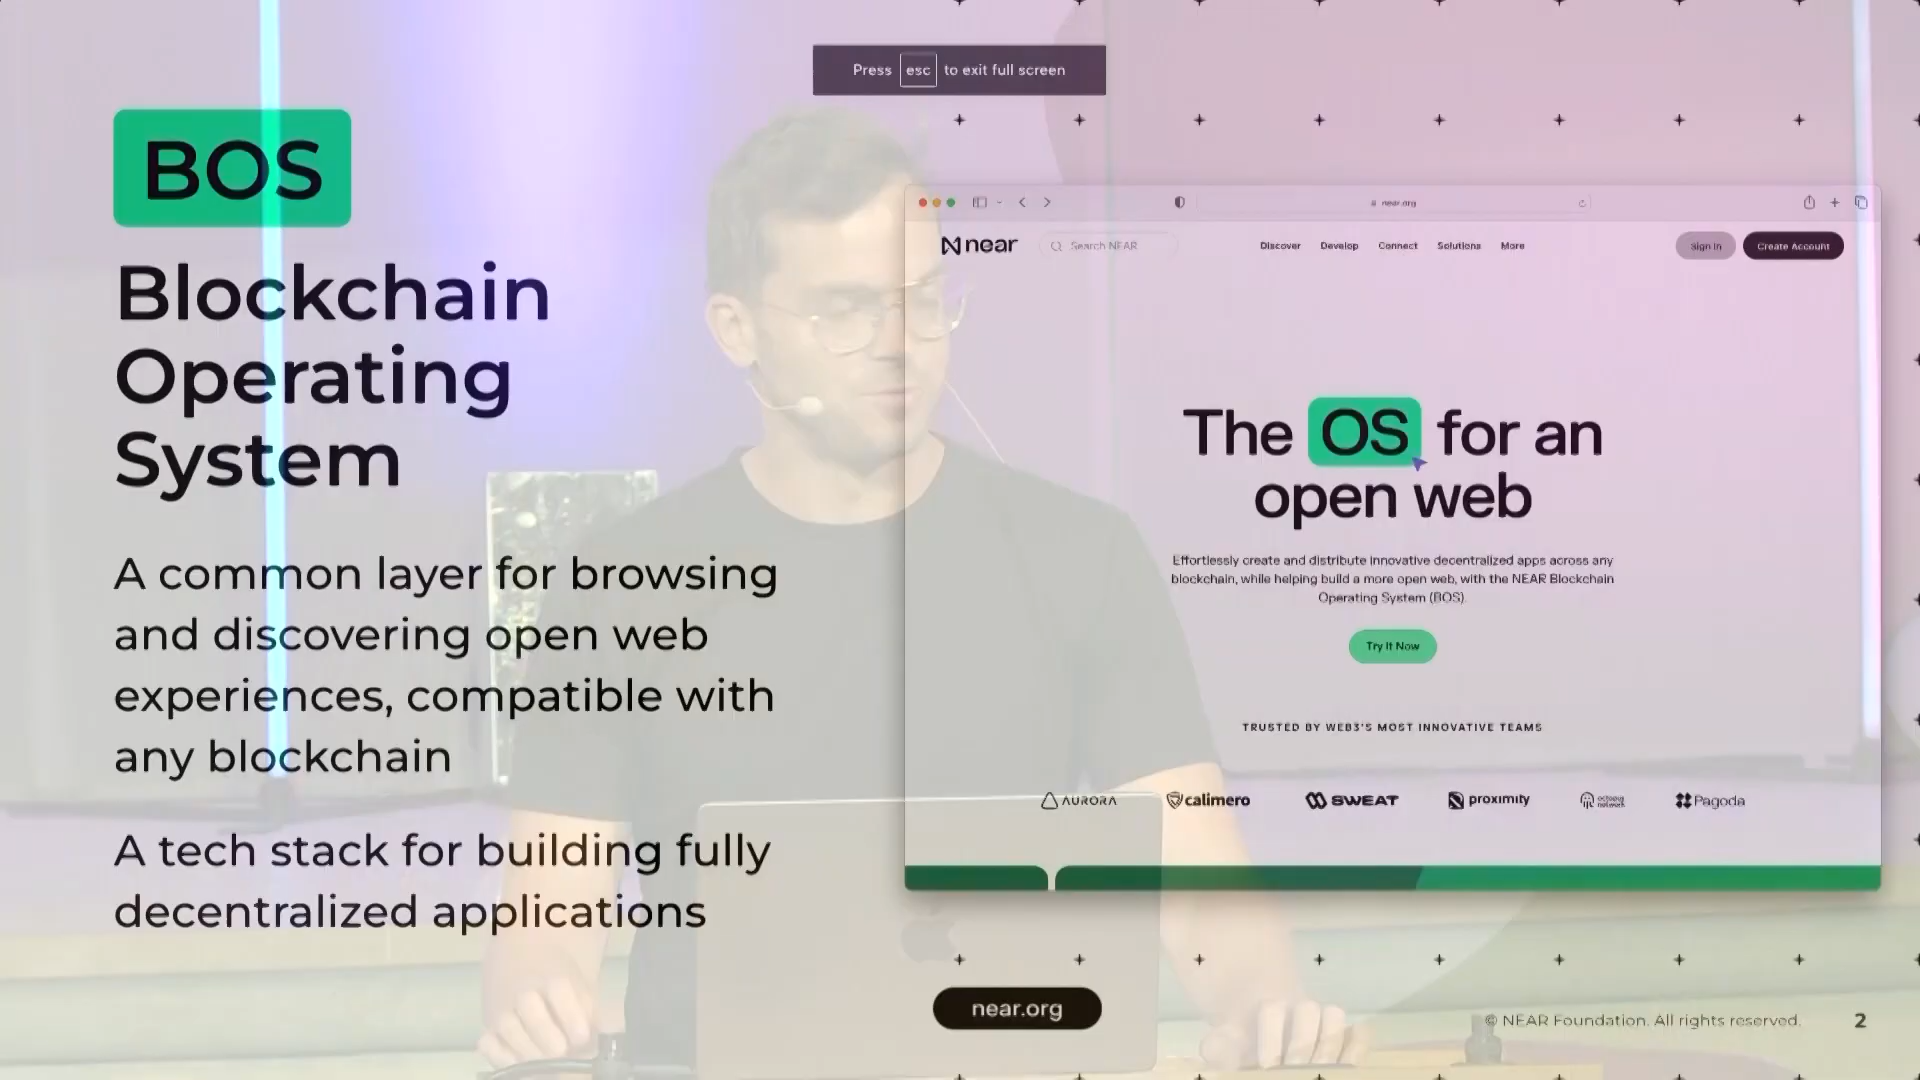 Press esc to exit full screen
BOS
Blockchain
Operating
System
A common layer for browsing
and discovering open web
experiences, compatible with
any blockchain
A tech stack for building fully
decentralized applications
near.org
near
Search NEAR
Discover
Develop
Connect
Solutions
More
Sign In
Create Account
The OS for an
open web
Effortlessly create and distribute innovative decentralized apps across any
blockchain, while helping build a more open web, with the NEAR Blockchain
Operating System (BOS).
Try It Now
TRUSTED BY WEB3'S MOST INNOVATIVE TEAMS
AURORA
calimero
SWEAT
proximity
octopus
network
Pagoda
near.org
© NEAR Foundation. All rights reserved.
2